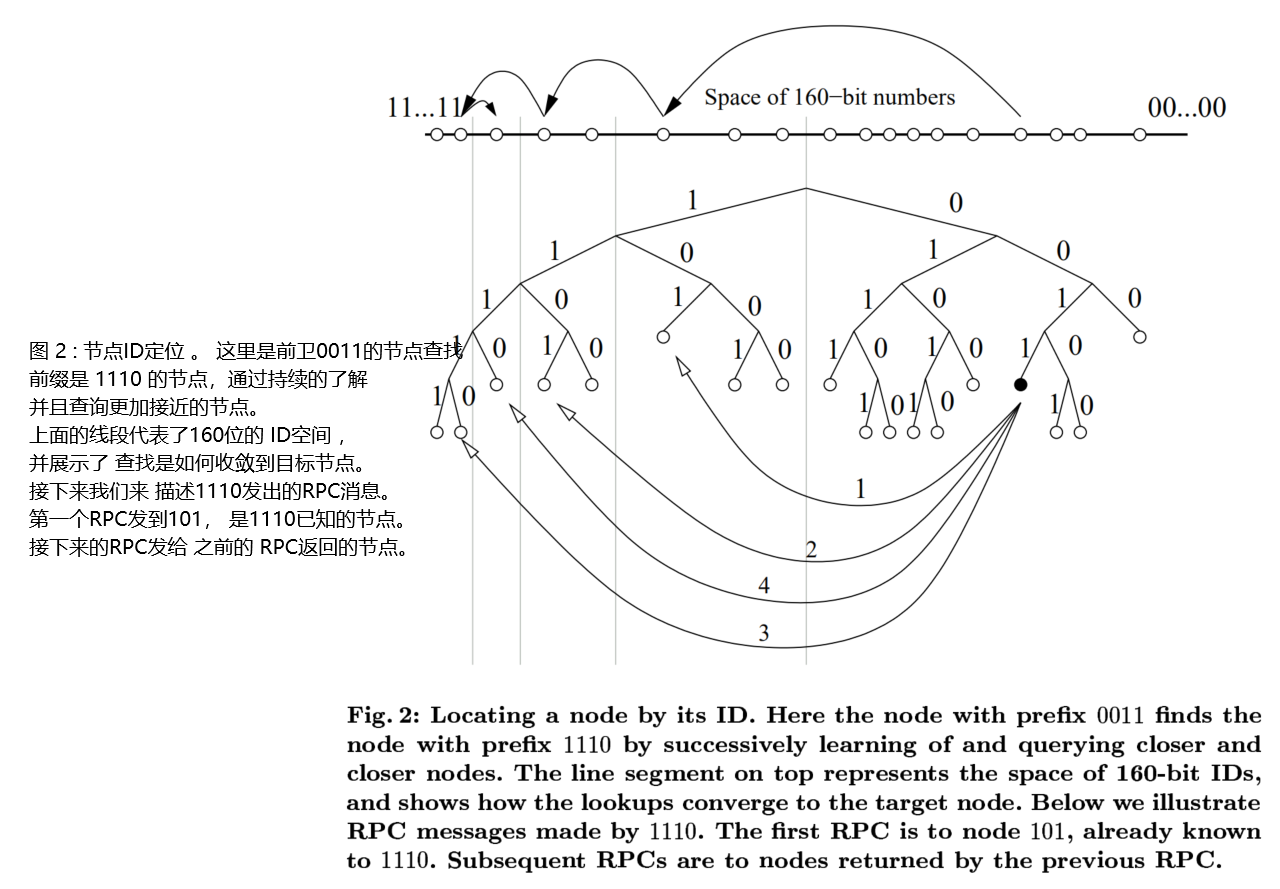 11...11
Space of 160−bit numbers
00...00
1
0
1
0
1
0
1
0
1
0
1
0
1
0
1
0
1
0
1
0
1
0
1
0
1
0
1
0
1
0
1
0
1
0
1
2
4
3
图 2 : 节点ID定位 。 这里是前卫0011的节点查找
前缀是 1110 的节点，通过持续的了解
并且查询更加接近的节点。
上面的线段代表了160位的 ID空间 ，
并展示了 查找是如何收敛到目标节点。
接下来我们来 描述1110发出的RPC消息。
第一个RPC发到101， 是1110已知的节点。
接下来的RPC发给 之前的 RPC返回的节点。
Fig. 2: Locating a node by its ID. Here the node with prefix 0011 finds the
node with prefix 1110 by successively learning of and querying closer and
closer nodes. The line segment on top represents the space of 160-bit IDs,
and shows how the lookups converge to the target node. Below we illustrate
RPC messages made by 1110. The first RPC is to node 101, already known
to 1110. Subsequent RPCs are to nodes returned by the previous RPC.